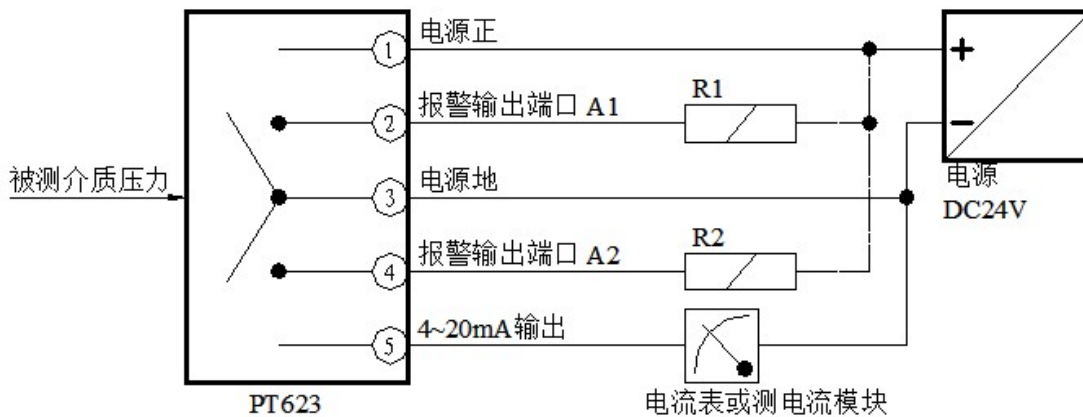 ① 电源正
+
② 报警输出端口 A1
R1
−
被测介质压力
③ 电源地
电源
DC24V
④ 报警输出端口 A2
R2
⑤ 4~20mA输出
PT623
电流表或测电流模块